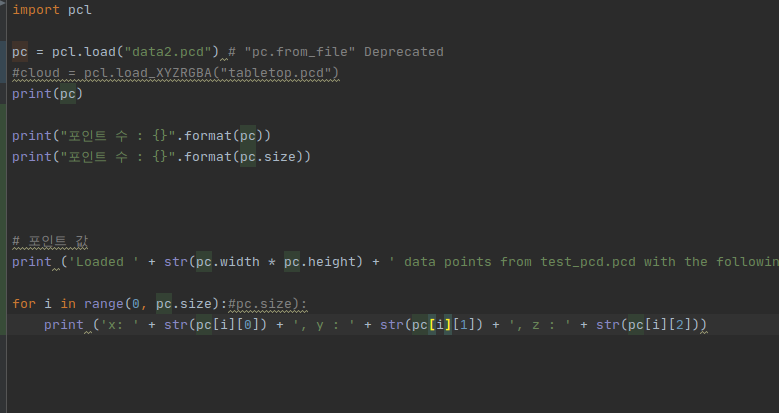 import pcl
pc = pcl.load("data2.pcd") # "pc.from_file" Deprecated
#cloud = pcl.load_XYZRGBA("tabletop.pcd")
print(pc)
print("포인트 수 : {}".format(pc))
print("포인트 수 : {}".format(pc.size))
# 포인트 값
print ('Loaded ' + str(pc.width * pc.height) + ' data points from test_pcd.pcd with the followin
for i in range(0, pc.size):#pc.size):
    print ('x: ' + str(pc[i][0]) + ', y : ' + str(pc[i][1]) + ', z : ' + str(pc[i][2]))